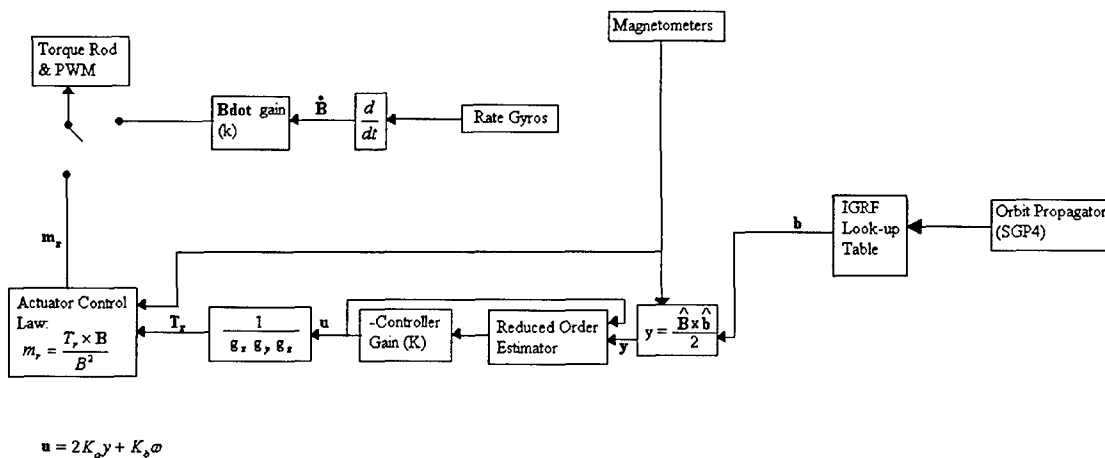 Magnetometers
Torque Rod
& PWM
Bdot gain
(k)
Ḃ
d
dt
Rate Gyros
m_r
b
IGRF
Look-up
Table
Orbit Propagator
(SGP4)
Actuator Control
Law:
m_r = T_r × B / B²
T_r
1
g_x g_y g_z
u
-Controller
Gain (K)
Reduced Order
Estimator
y
y = B̂ x b̂ / 2
u = 2K_a y + K_b ϖ